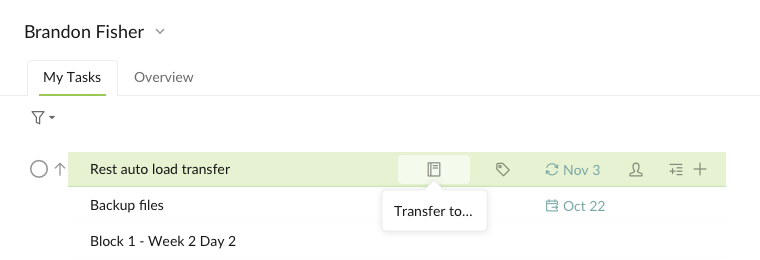 Brandon Fisher
My Tasks Overview
Rest auto load transfer Nov 3
Backup files Transfer to... Oct 22
Block 1 - Week 2 Day 2